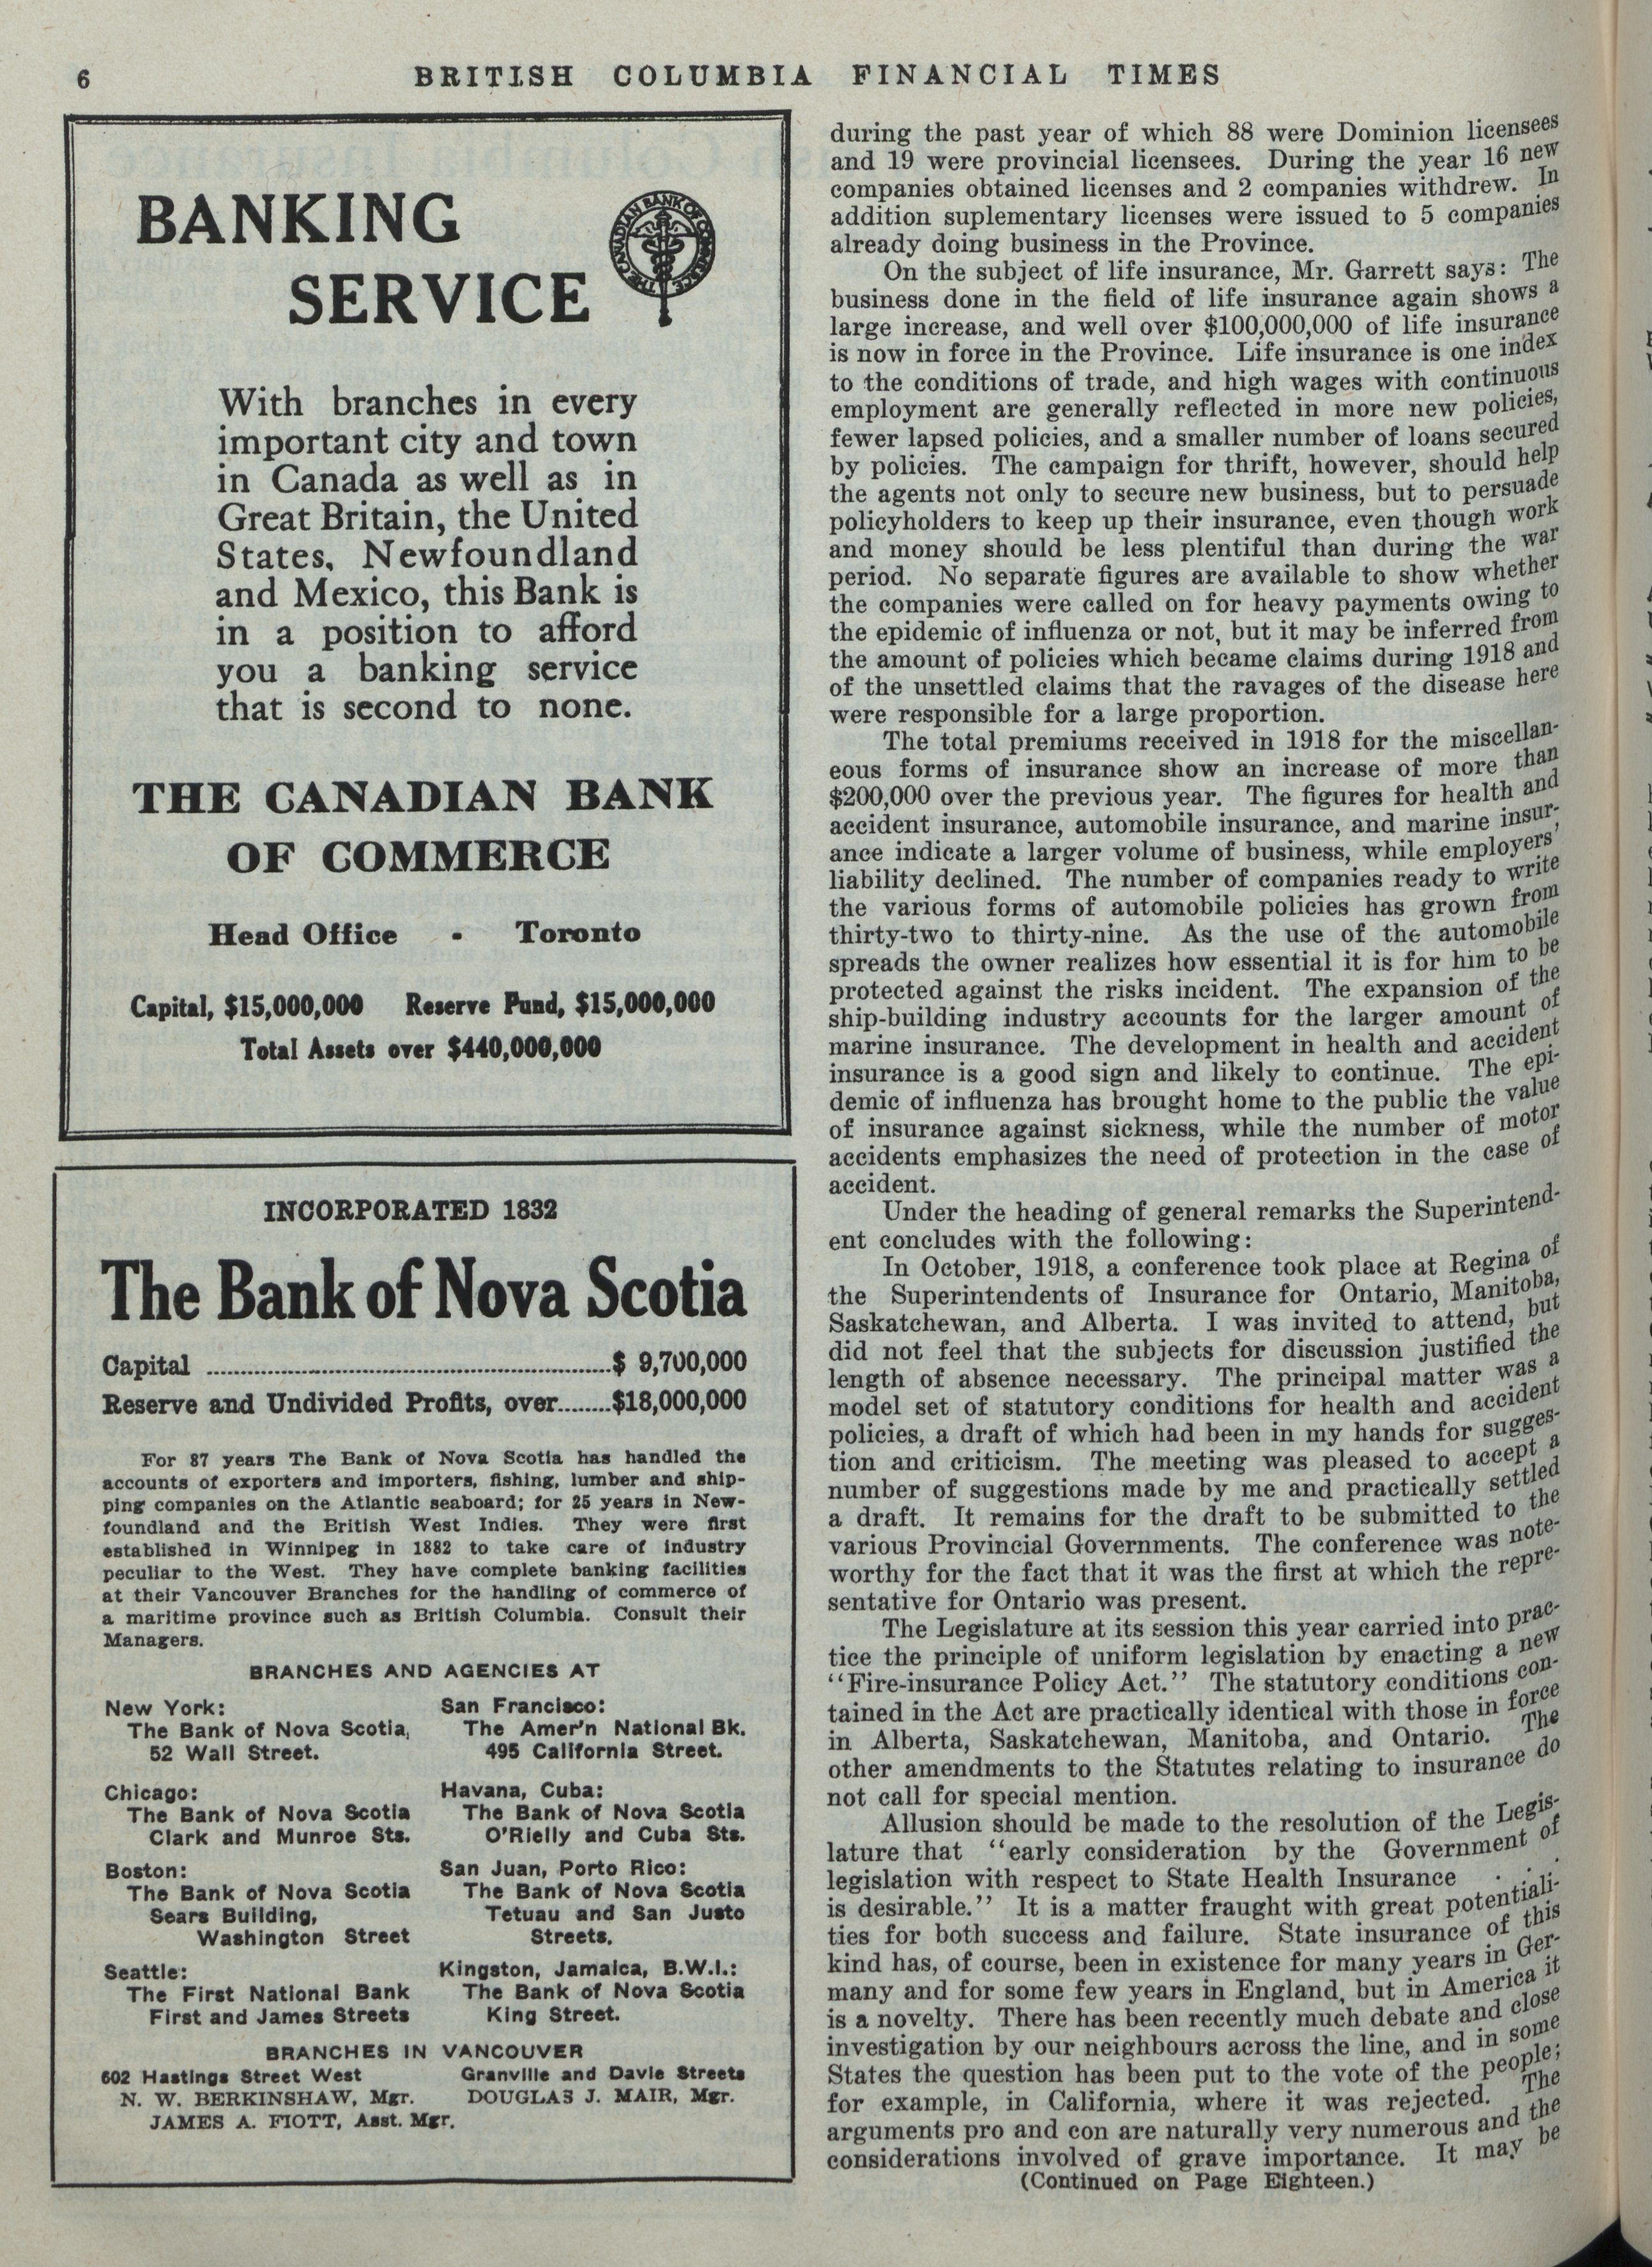 6
BRITISH COLUMBIA FINANCIAL TIMES
BANKING
SERVICE
THE CANADIAN BANK OF COMMERCE
With branches in every
important city and town
in Canada as well as in
Great Britain, the United
States, Newfoundland
and Mexico, this Bank is
in a position to afford
you a banking service
that is second to none.
THE CANADIAN BANK
OF COMMERCE
Head Office - Toronto
Capital, $15,000,000 Reserve Fund, $15,000,000
Total Assets over $440,000,000
INCORPORATED 1832
The Bank of Nova Scotia
Capital ........................................$ 9,700,000
Reserve and Undivided Profits, over........$18,000,000
For 87 years The Bank of Nova Scotia has handled the
accounts of exporters and importers, fishing, lumber and ship-
ping companies on the Atlantic seaboard; for 25 years in New-
foundland and the British West Indies. They were first
established in Winnipeg in 1882 to take care of industry
peculiar to the West. They have complete banking facilities
at their Vancouver Branches for the handling of commerce of
a maritime province such as British Columbia. Consult their
Managers.
BRANCHES AND AGENCIES AT
New York:
The Bank of Nova Scotia,
52 Wall Street.
San Francisco:
The Amer'n National Bk.
495 California Street.
Chicago:
The Bank of Nova Scotia
Clark and Munroe Sts.
Havana, Cuba:
The Bank of Nova Scotia
O'Rielly and Cuba Sts.
Boston:
The Bank of Nova Scotia
Sears Building,
Washington Street
San Juan, Porto Rico:
The Bank of Nova Scotia
Tetuau and San Justo
Streets.
Seattle:
The First National Bank
First and James Streets
Kingston, Jamaica, B.W.I.:
The Bank of Nova Scotia
King Street.
BRANCHES IN VANCOUVER
602 Hastings Street West
N. W. BERKINSHAW, Mgr.
JAMES A. FIOTT, Asst. Mgr.
Granville and Davie Streets
DOUGLAS J. MAIR, Mgr.
during the past year of which 88 were Dominion licensees
and 19 were provincial licensees. During the year 16 new
companies obtained licenses and 2 companies withdrew. In
addition suplementary licenses were issued to 5 companies
already doing business in the Province.
On the subject of life insurance, Mr. Garrett says: The
business done in the field of life insurance again shows a
large increase, and well over $100,000,000 of life insurance
is now in force in the Province. Life insurance is one index
to the conditions of trade, and high wages with continuous
employment are generally reflected in more new policies,
fewer lapsed policies, and a smaller number of loans secured
by policies. The campaign for thrift, however, should help
the agents not only to secure new business, but to persuade
policyholders to keep up their insurance, even though work
and money should be less plentiful than during the war
period. No separate figures are available to show whether
the companies were called on for heavy payments owing to
the epidemic of influenza or not, but it may be inferred from
the amount of policies which became claims during 1918 and
of the unsettled claims that the ravages of the disease here
were responsible for a large proportion.
The total premiums received in 1918 for the miscellan-
eous forms of insurance show an increase of more than
$200,000 over the previous year. The figures for health and
accident insurance, automobile insurance, and marine insur-
ance indicate a larger volume of business, while employers'
liability declined. The number of companies ready to write
the various forms of automobile policies has grown from
thirty-two to thirty-nine. As the use of the automobile
spreads the owner realizes how essential it is for him to be
protected against the risks incident. The expansion of the
ship-building industry accounts for the larger amount of
marine insurance. The development in health and accident
insurance is a good sign and likely to continue. The epi-
demic of influenza has brought home to the public the value
of insurance against sickness, while the number of motor
accidents emphasizes the need of protection in the case of
accident.
Under the heading of general remarks the Superintend-
ent concludes with the following:
In October, 1918, a conference took place at Regina of
the Superintendents of Insurance for Ontario, Manitoba,
Saskatchewan, and Alberta. I was invited to attend, but
did not feel that the subjects for discussion justified the
length of absence necessary. The principal matter was a
model set of statutory conditions for health and accident
policies, a draft of which had been in my hands for sugges-
tion and criticism. The meeting was pleased to accept a
number of suggestions made by me and practically settled
a draft. It remains for the draft to be submitted to the
various Provincial Governments. The conference was note-
worthy for the fact that it was the first at which the repre-
sentative for Ontario was present.
The Legislature at its session this year carried into prac-
tice the principle of uniform legislation by enacting a new
"Fire-insurance Policy Act." The statutory conditions con-
tained in the Act are practically identical with those in force
in Alberta, Saskatchewan, Manitoba, and Ontario. The
other amendments to the Statutes relating to insurance do
not call for special mention.
Allusion should be made to the resolution of the Legis-
lature that "early consideration by the Government of
legislation with respect to State Health Insurance . . .
is desirable." It is a matter fraught with great potentiali-
ties for both success and failure. State insurance of this
kind has, of course, been in existence for many years in Ger-
many and for some few years in England, but in America it
is a novelty. There has been recently much debate and close
investigation by our neighbours across the line, and in some
States the question has been put to the vote of the people;
for example, in California, where it was rejected. The
arguments pro and con are naturally very numerous and the
considerations involved of grave importance. It may be
(Continued on Page Eighteen.)